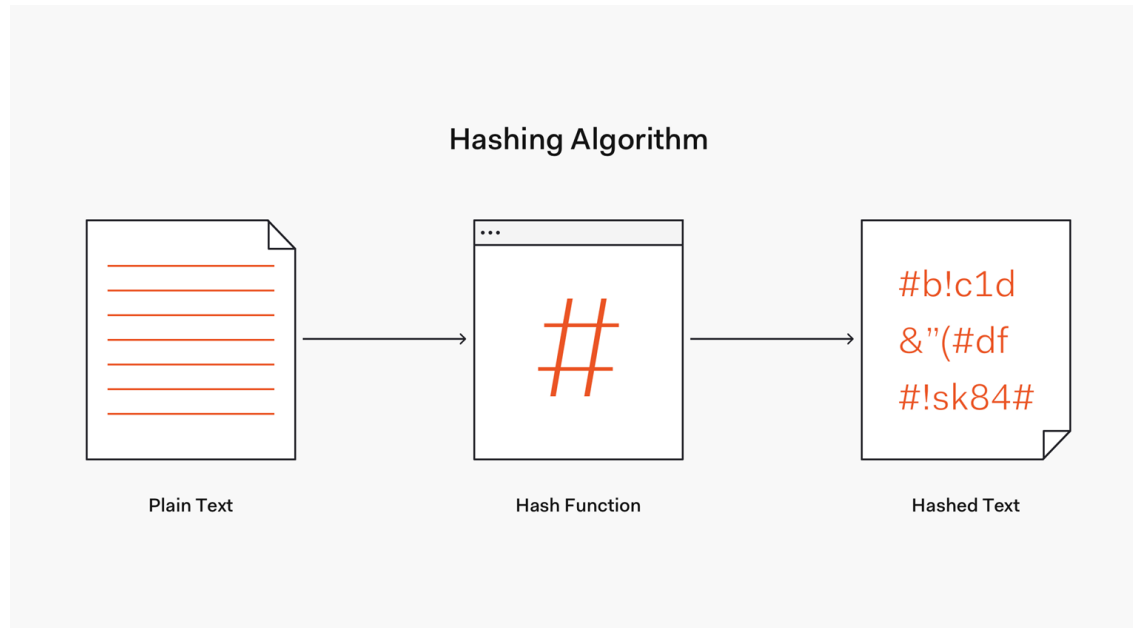 Hashing Algorithm
#
#b!c1d
&”(#df
#!sk84#
Plain Text
Hash Function
Hashed Text